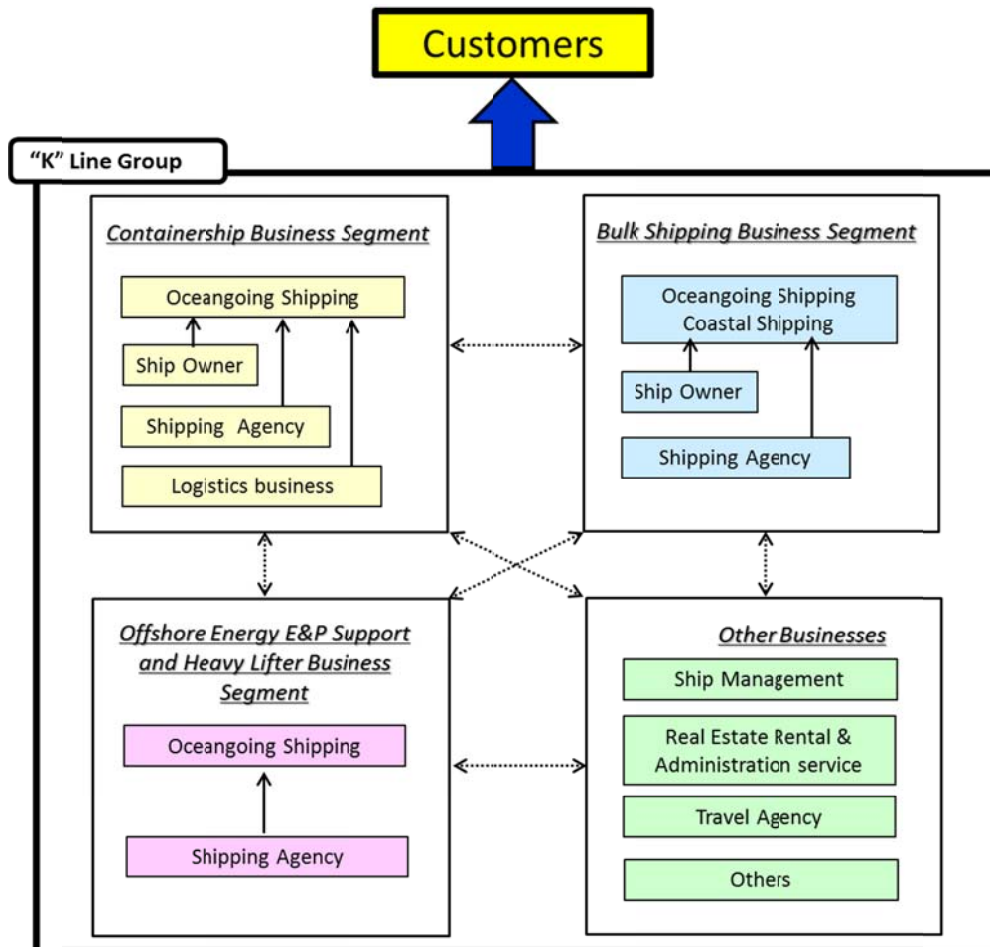 Customers
“K” Line Group
Containership Business Segment
Oceangoing Shipping
Ship Owner
Shipping Agency
Logistics business
Bulk Shipping Business Segment
Oceangoing Shipping
Coastal Shipping
Ship Owner
Shipping Agency
Offshore Energy E&P Support
and Heavy Lifter Business
Segment
Oceangoing Shipping
Shipping Agency
Other Businesses
Ship Management
Real Estate Rental &
Administration service
Travel Agency
Others